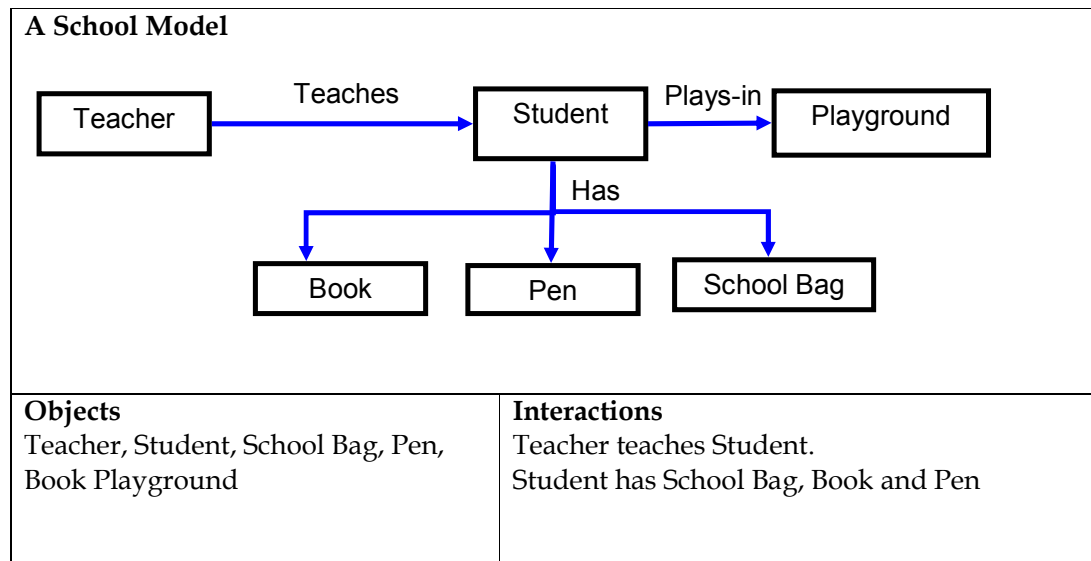 A School Model
Teaches
Plays-in
Teacher
Student
Playground
Has
Book
Pen
School Bag
Objects
Teacher, Student, School Bag, Pen,
Book Playground
Interactions
Teacher teaches Student.
Student has School Bag, Book and Pen